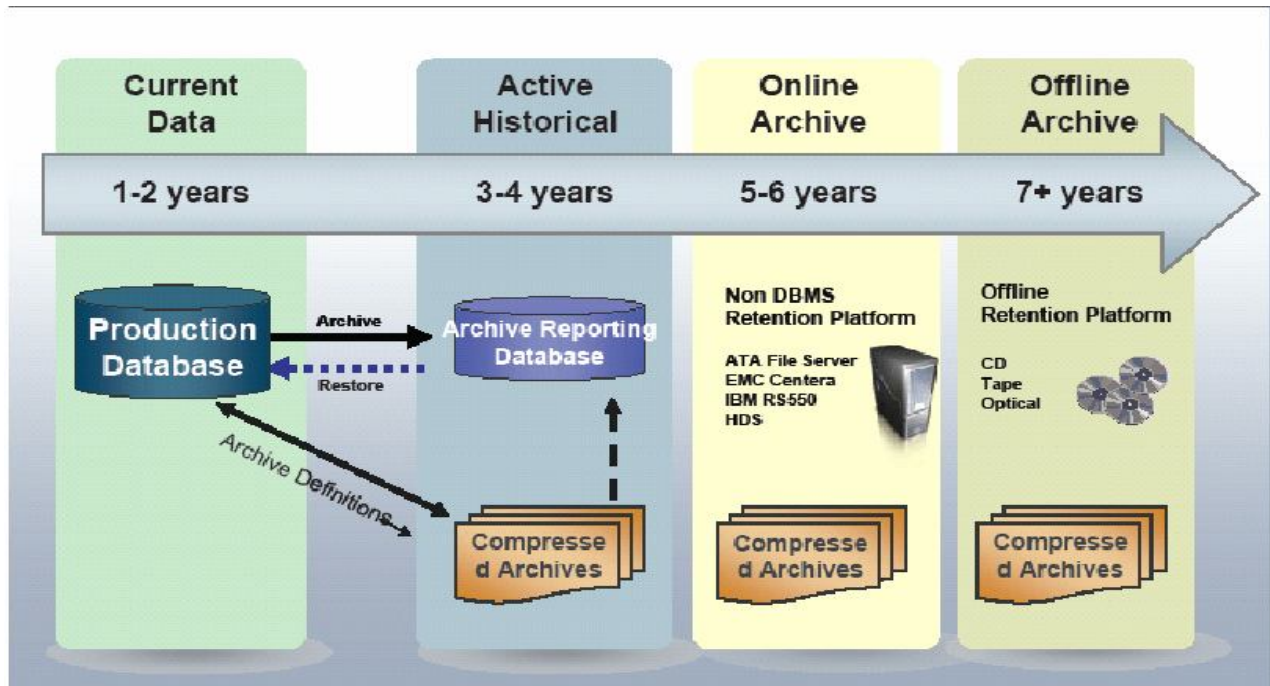 Current
Data
Active
Historical
Online
Archive
Offline
Archive
1-2 years
3-4 years
5-6 years
7+ years
Production
Database
Archive
Restore
Archive Reporting
Database
Archive Definitions
Compresse
d Archives
Non DBMS
Retention Platform
ATA File Server
EMC Centera
IBM RS550
HDS
Compresse
d Archives
Offline
Retention Platform
CD
Tape
Optical
Compresse
d Archives